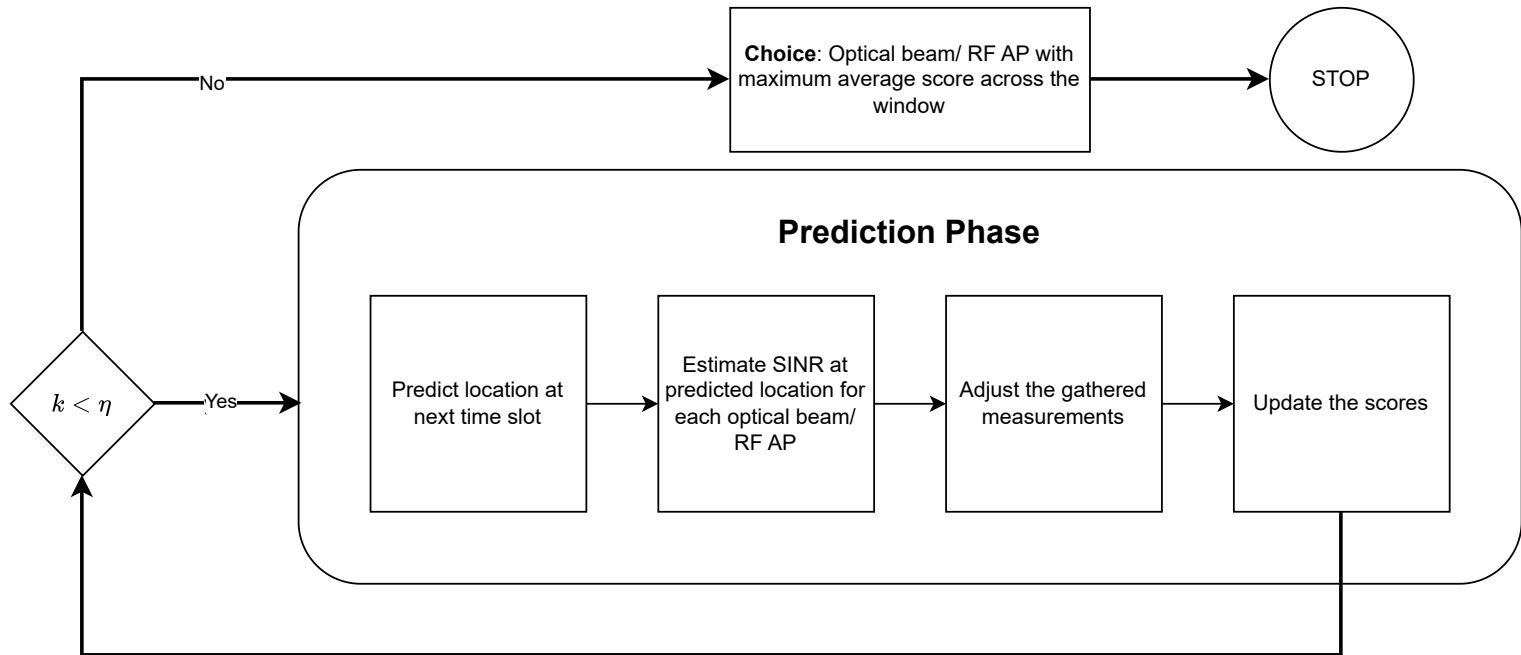 Choice: Optical beam/ RF AP with
maximum average score across the
window
STOP
No
Prediction Phase
k < η
Yes
Predict location at
next time slot
Estimate SINR at
predicted location for
each optical beam/
RF AP
Adjust the gathered
measurements
Update the scores